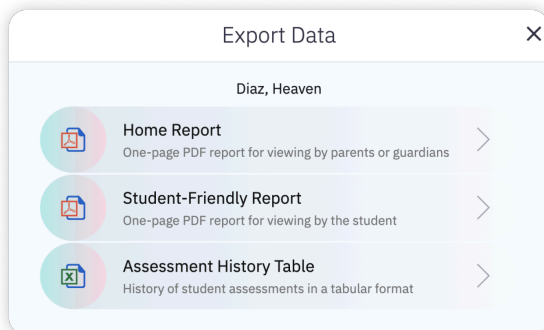 Export Data
Diaz, Heaven
Home Report
One-page PDF report for viewing by parents or guardians
Student-Friendly Report
One-page PDF report for viewing by the student
Assessment History Table
History of student assessments in a tabular format